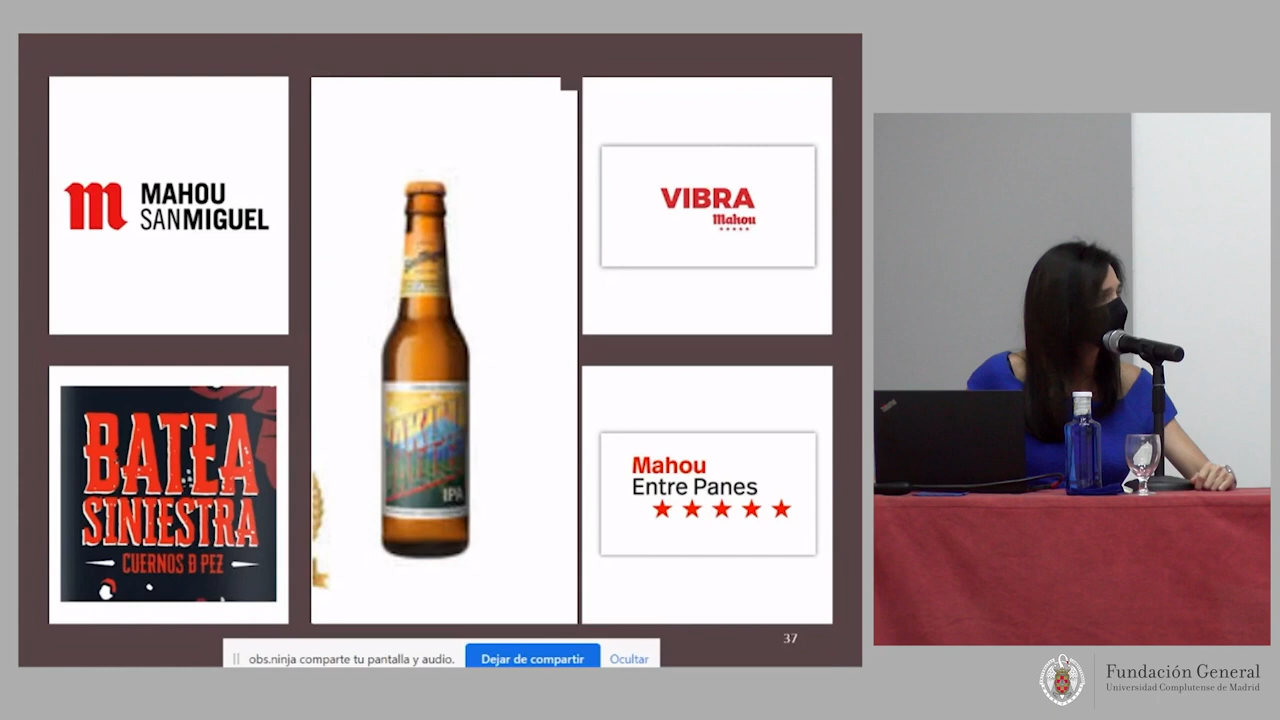 MAHOU
SANMIGUEL
BATEA
SINIESTRA
CUERNOS D PEZ
IPA
VIBRA
Mahou
Mahou
Entre Panes
37
obs.ninja comparte tu pantalla y audio.
Dejar de compartir
Ocultar
Fundación General
Universidad Complutense de Madrid